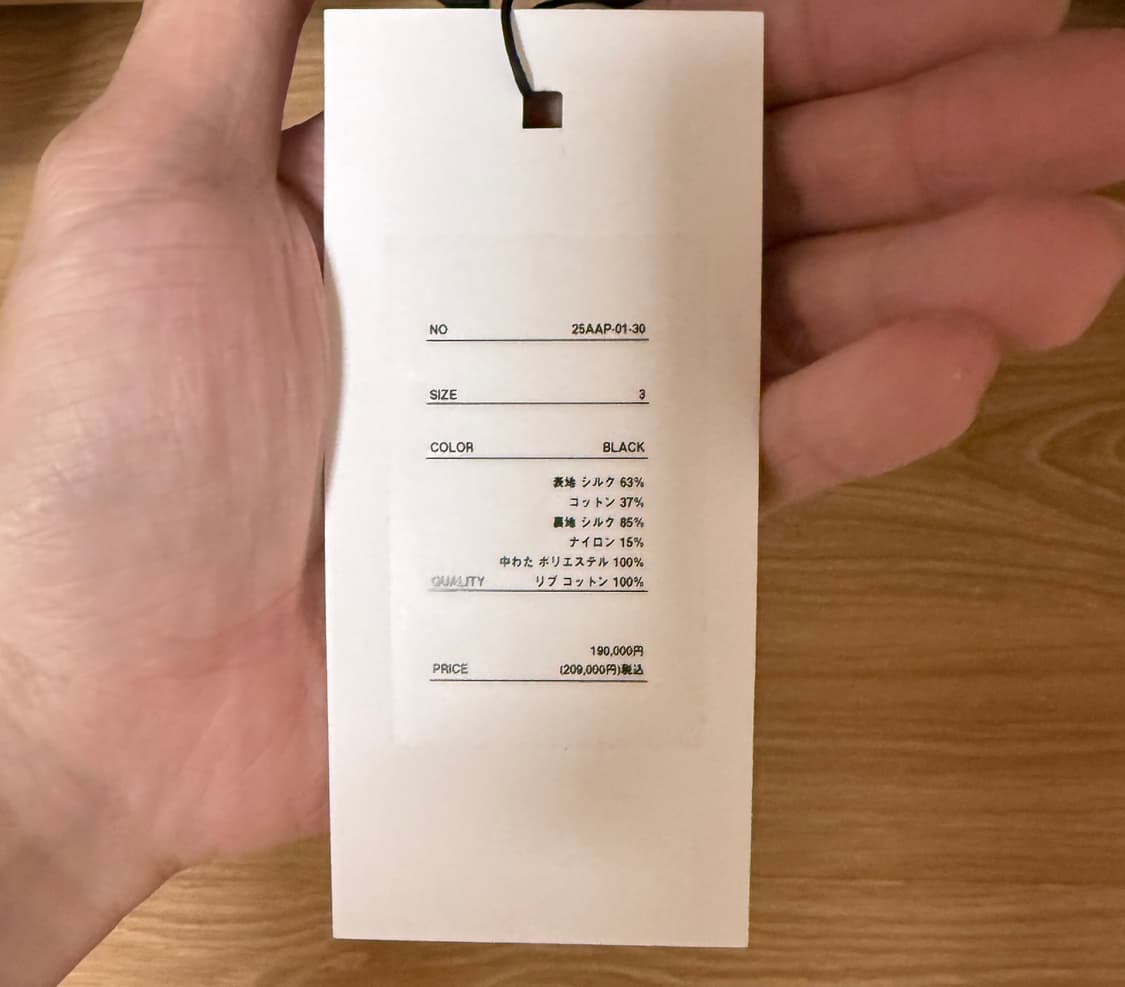 NO 25AAP-01-30
SIZE 3
COLOR BLACK
表地 シルク 63%
コットン 37%
裏地 シルク 85%
ナイロン 15%
中わた ポリエステル 100%
QUALITY リブ コットン 100%
190,000円
PRICE (209,000円)税込